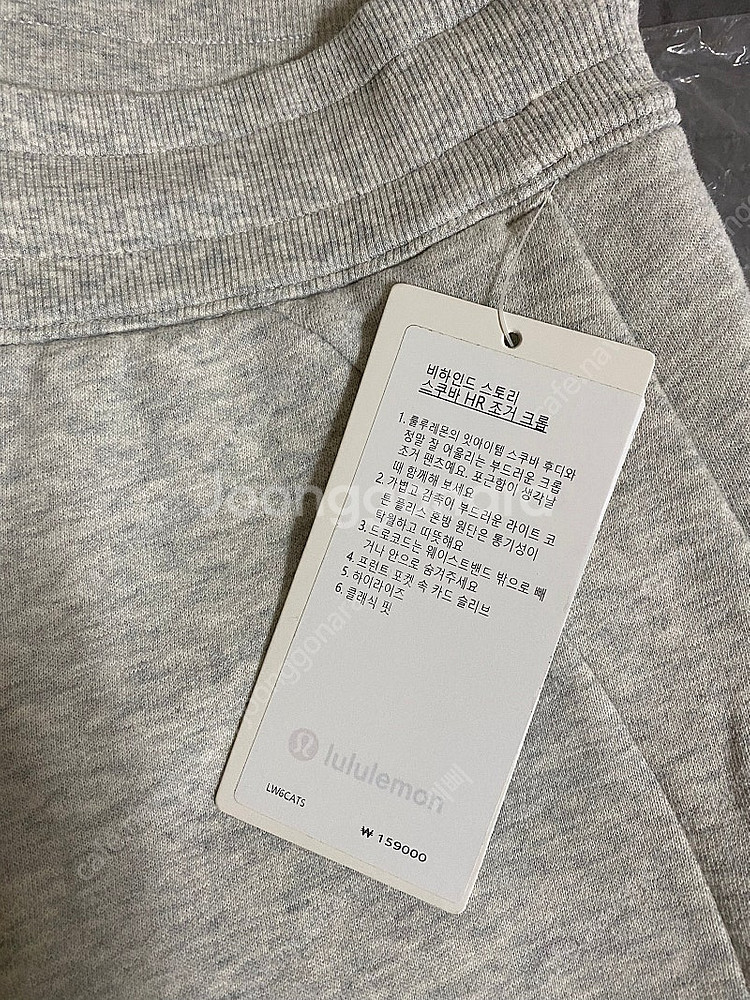 비하인드 스토리
스쿠바 HR 조거 크롭
1. 룰루레몬의 잇아이템 스쿠바 후디와
정말 잘 어울리는 부드러운 크롭
조거 팬츠예요. 포근함이 생각날
때 함께해 보세요
2. 가볍고 감촉이 부드러운 라이트 코
튼 플리스 혼방 원단은 통기성이
탁월하고 따뜻해요
3. 드로코드는 웨이스트밴드 밖으로 빼
거나 안으로 숨겨주세요
4. 프런트 포켓 속 카드 슬리브
5. 하이라이즈
6. 클래식 핏
lululemon
LW6CATS
₩ 159000